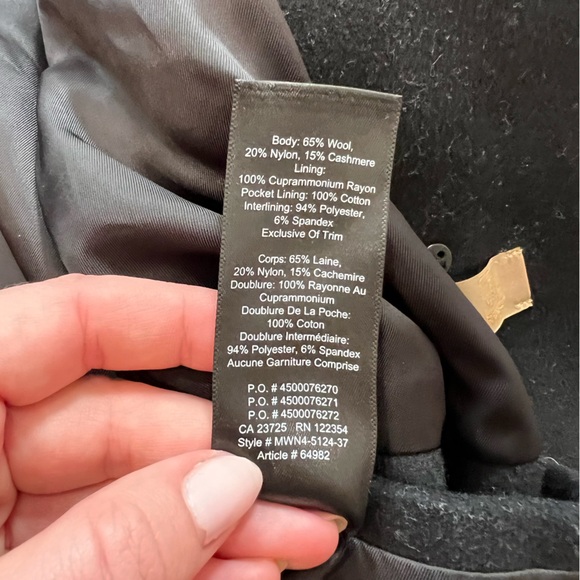 Body: 65% Wool,
20% Nylon, 15% Cashmere
Lining:
100% Cuprammonium Rayon
Pocket Lining: 100% Cotton
Interlining: 94% Polyester,
6% Spandex
Exclusive Of Trim
Corps: 65% Laine,
20% Nylon, 15% Cachemire
Doublure: 100% Rayonne Au
Cuprammonium
Doublure De La Poche:
100% Coton
Doublure Intermédiaire:
94% Polyester, 6% Spandex
Aucune Garniture Comprise
P.O. # 4500076270
P.O. # 4500076271
P.O. # 4500076272
CA 23725 RN 122354
Style # MWN4-5124-37
Article # 64982